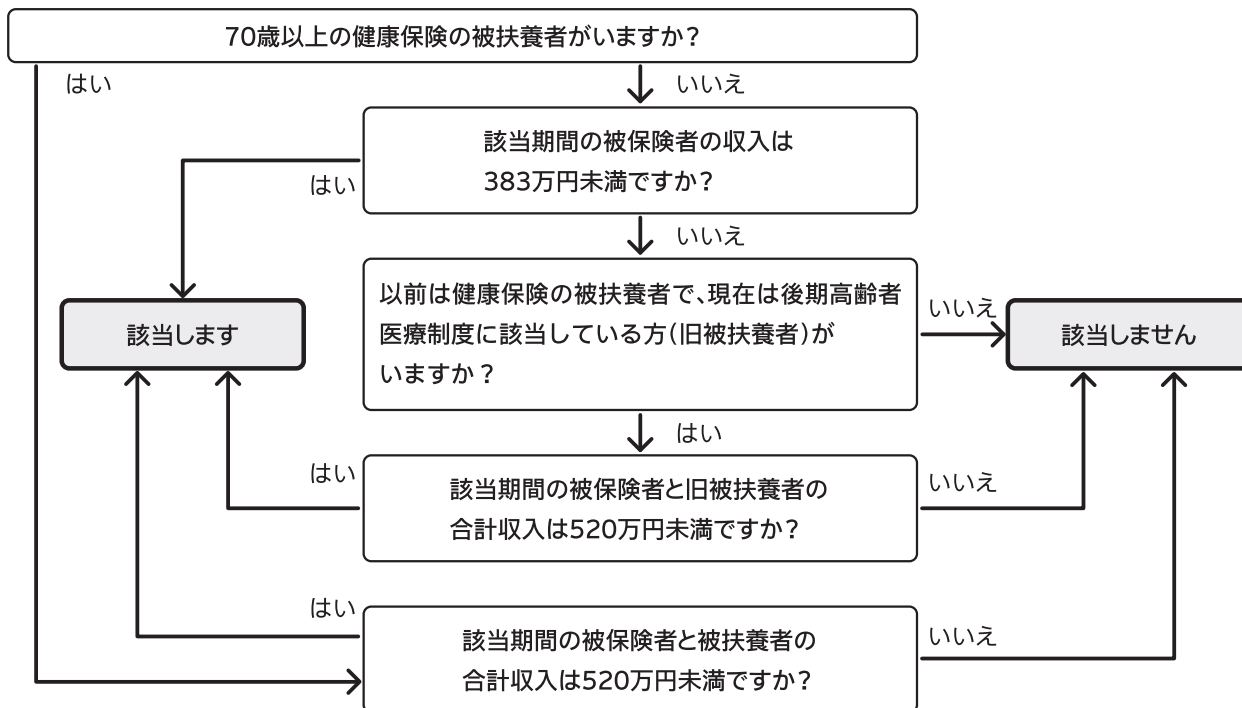 70歳以上の健康保険の被扶養者がいますか?
はい
いいえ
該当期間の被保険者の収入は
383万円未満ですか?
はい
いいえ
以前は健康保険の被扶養者で、現在は後期高齢者
医療制度に該当している方(旧被扶養者)が
いますか?
いいえ
該当します
該当しません
はい
該当期間の被保険者と旧被扶養者の
合計収入は520万円未満ですか?
はい
いいえ
該当期間の被保険者と被扶養者の
合計収入は520万円未満ですか?
はい
いいえ